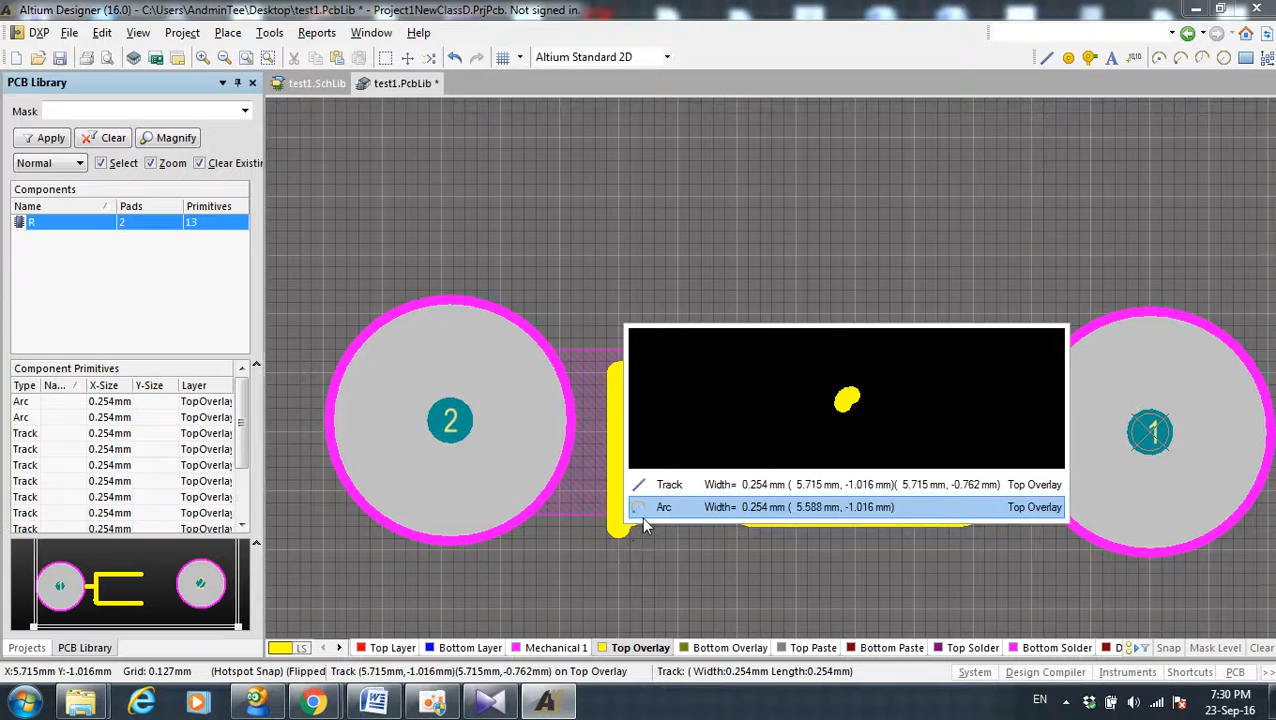 Altium Designer (16.0) - C:\Users\AndminTee\Desktop\test1.PcbLib * - Project1NewClassD.PrjPcb. Not signed in.
DXP File Edit View Project Place Tools Reports Window Help
Altium Standard 2D
PCB Library
test1.SchLib test1.PcbLib *
Mask
Apply Clear Magnify
Normal Select Zoom Clear Existin
Components
Name Pads Primitives
R 2 13
Component Primitives
Type Na... X-Size Y-Size Layer
Arc 0.254mm TopOverlay
Arc 0.254mm TopOverlay
Track 0.254mm TopOverlay
Track 0.254mm TopOverlay
Track 0.254mm TopOverlay
Track 0.254mm TopOverlay
Track 0.254mm TopOverlay
Track 0.254mm TopOverlay
2
1
Track Width= 0.254 mm ( 5.715 mm, -1.016 mm)( 5.715 mm, -0.762 mm) Top Overlay
Arc Width= 0.254 mm ( 5.588 mm, -1.016 mm) Top Overlay
Projects PCB Library
LS Top Layer Bottom Layer Mechanical 1 Top Overlay Bottom Overlay Top Paste Bottom Paste Top Solder Bottom Solder D Snap Mask Level Clear
X:5.715mm Y:-1.016mm Grid: 0.127mm (Hotspot Snap) (Flipped Track (5.715mm,-1.016mm)(5.715mm,-0.762mm) on Top Overlay Track: ( Width:0.254mm Length:0.254mm) System Design Compiler Instruments Shortcuts PCB
EN 7:30 PM
23-Sep-16